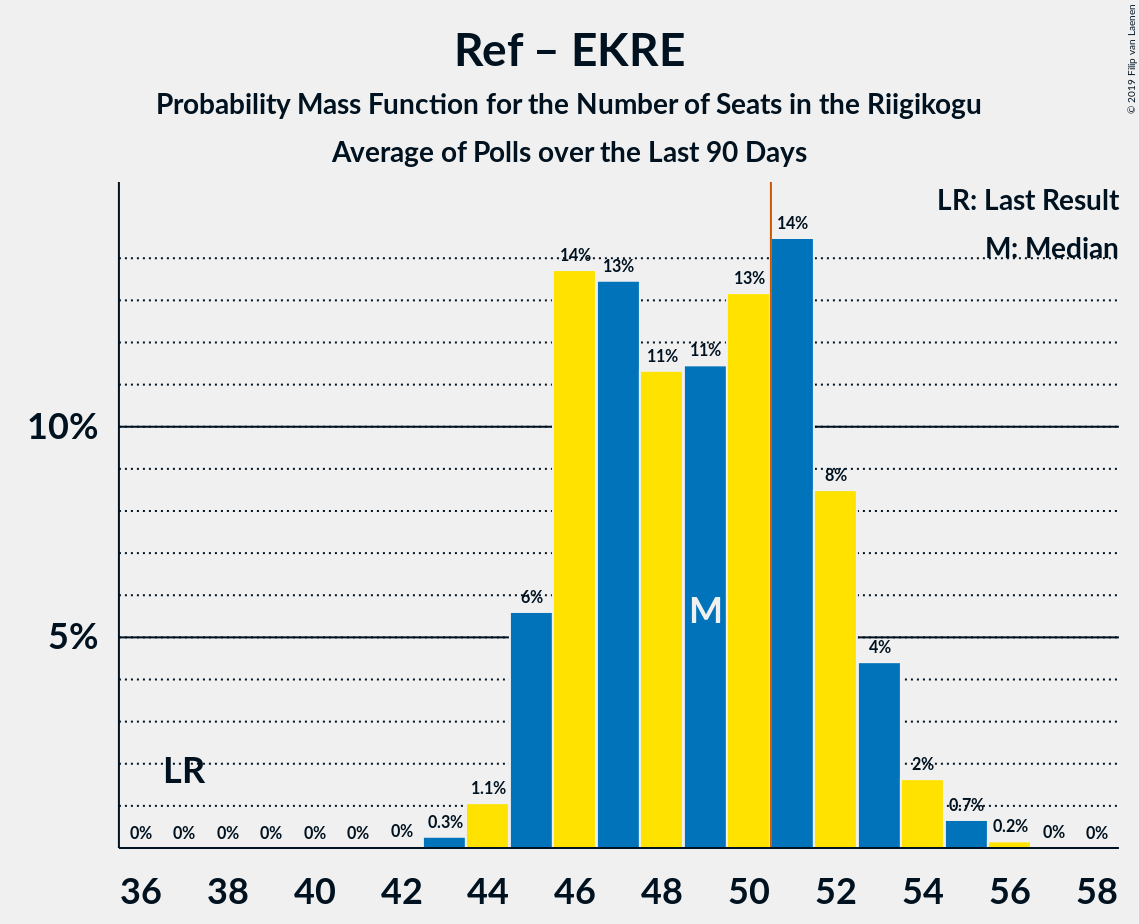 Ref – EKRE
Probability Mass Function for the Number of Seats in the Riigikogu
Average of Polls over the Last 90 Days
© 2019 Filip van Laenen
LR: Last Result
M: Median
10%
5%
0%
0%
0%
0%
0%
0%
0%
0.3%
1.1%
6%
14%
13%
11%
11%
13%
14%
8%
4%
2%
0.7%
0.2%
0%
0%
LR
M
36 38 40 42 44 46 48 50 52 54 56 58